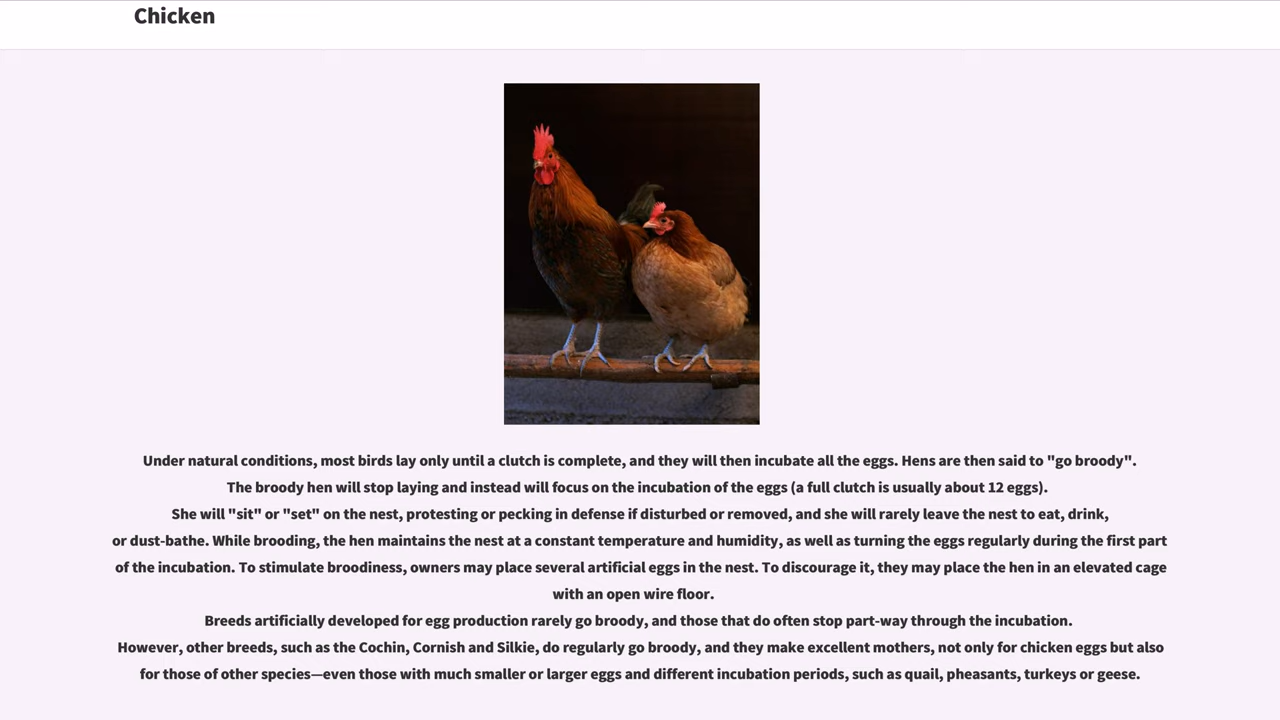 Chicken
Under natural conditions, most birds lay only until a clutch is complete, and they will then incubate all the eggs. Hens are then said to "go broody".
The broody hen will stop laying and instead will focus on the incubation of the eggs (a full clutch is usually about 12 eggs).
She will "sit" or "set" on the nest, protesting or pecking in defense if disturbed or removed, and she will rarely leave the nest to eat, drink,
or dust-bathe. While brooding, the hen maintains the nest at a constant temperature and humidity, as well as turning the eggs regularly during the first part
of the incubation. To stimulate broodiness, owners may place several artificial eggs in the nest. To discourage it, they may place the hen in an elevated cage
with an open wire floor.
Breeds artificially developed for egg production rarely go broody, and those that do often stop part-way through the incubation.
However, other breeds, such as the Cochin, Cornish and Silkie, do regularly go broody, and they make excellent mothers, not only for chicken eggs but also
for those of other species—even those with much smaller or larger eggs and different incubation periods, such as quail, pheasants, turkeys or geese.